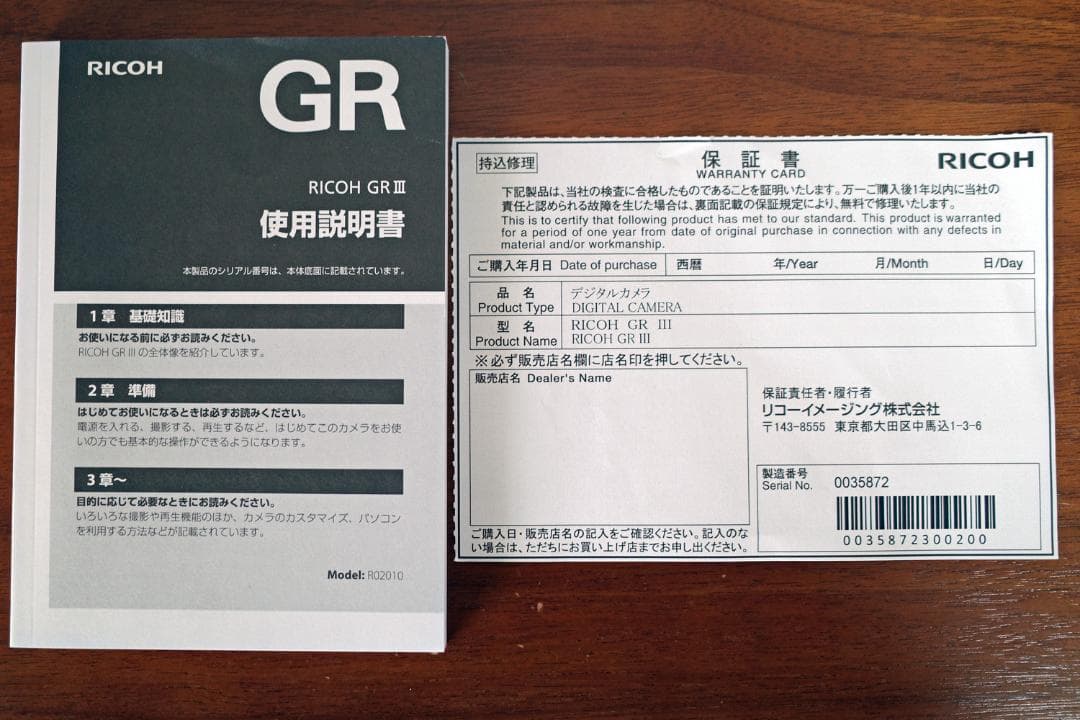 RICOH
GR
RICOH GR III
使用説明書
本製品のシリアル番号は、本体底面に記載されています。
1章 基礎知識
お使いになる前に必ずお読みください。
RICOH GR III の全体像を紹介しています。
2章 準備
はじめてお使いになるときは必ずお読みください。
電源を入れる、撮影する、再生するなど、はじめてこのカメラをお使
いの方でも基本的な操作ができるようになります。
3章～
目的に応じて必要なときにお読みください。
いろいろな撮影や再生機能のほか、カメラのカスタマイズ、パソコン
を利用する方法などが記載されています。
Model: R02010
持込修理
保証書
WARRANTY CARD
RICOH
下記製品は、当社の検査に合格したものであることを証明いたします。万一ご購入後1年以内に当社の
責任と認められる故障を生じた場合は、裏面記載の保証規定により、無料で修理いたします。
This is to certify that following product has met to our standard. This product is warranted
for a period of one year from date of original purchase in connection with any defects in
material and/or workmanship.
ご購入年月日 Date of purchase 西暦 年/Year 月/Month 日/Day
品名 デジタルカメラ
Product Type DIGITAL CAMERA
型名 RICOH GR III
Product Name RICOH GR III
※必ず販売店名欄に店名印を押してください。
販売店名 Dealer's Name
保証責任者・履行者
リコーイメージング株式会社
〒143-8555 東京都大田区中馬込1-3-6
製造番号
Serial No. 0035872
0035872300200
ご購入日・販売店名の記入をご確認ください。記入のな
い場合は、ただちにお買い上げ店までお申し出ください。